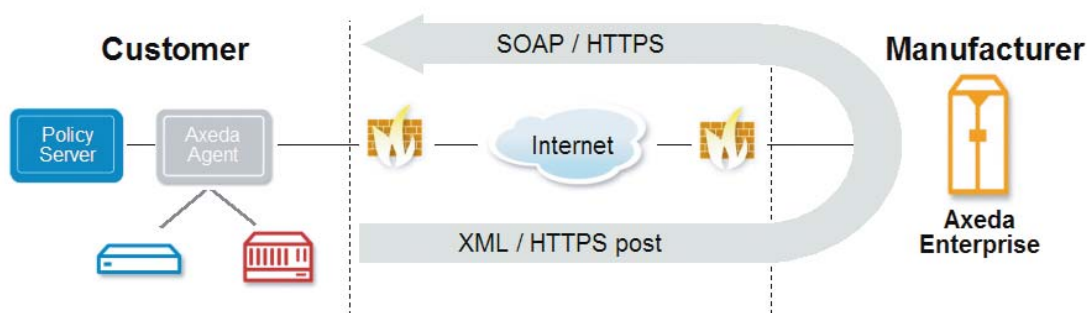 Customer
SOAP / HTTPS
Manufacturer
Policy
Server
Axeda
Agent
Internet
XML / HTTPS post
Axeda
Enterprise